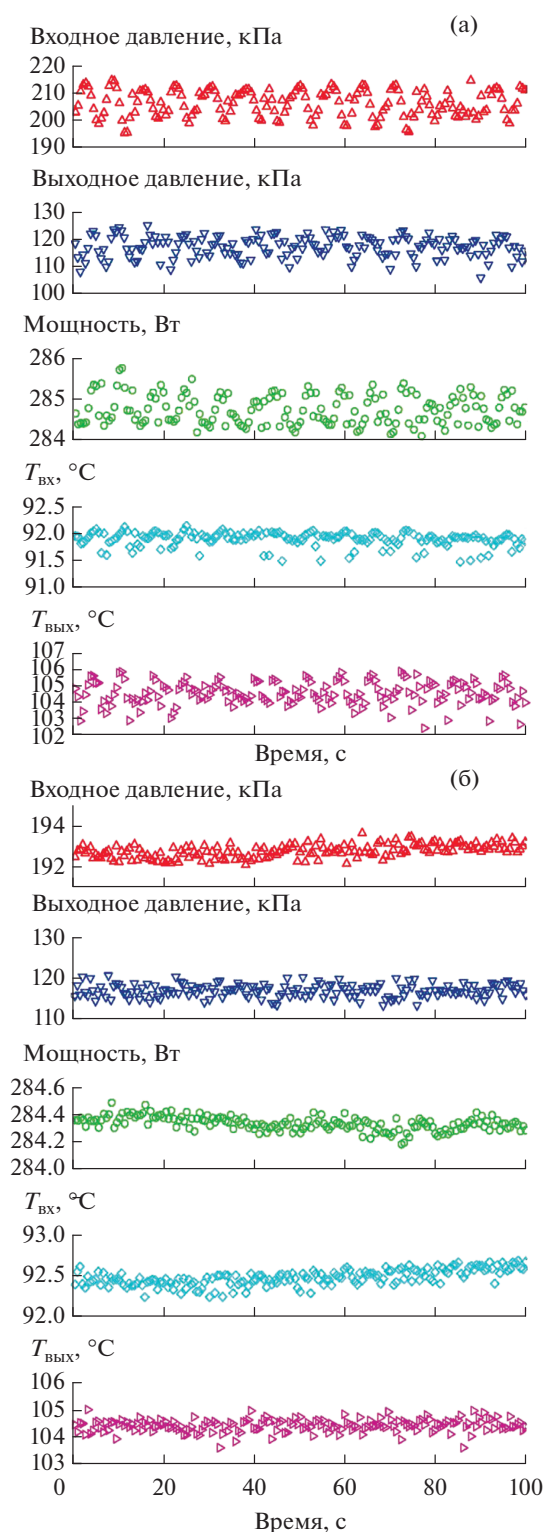 (а)
Входное давление, кПа
220
210
200
190
Выходное давление, кПа
130
120
110
100
Мощность, Вт
286
285
284
Tвх, °C
92.5
92.0
91.5
91.0
Tвых, °C
107
106
105
104
103
102
Время, с
(б)
Входное давление, кПа
194
192
Выходное давление, кПа
130
120
110
Мощность, Вт
284.6
284.4
284.2
284.0
Tвх, °C
93.0
92.5
92.0
Tвых, °C
106
105
104
103
0 20 40 60 80 100
Время, с